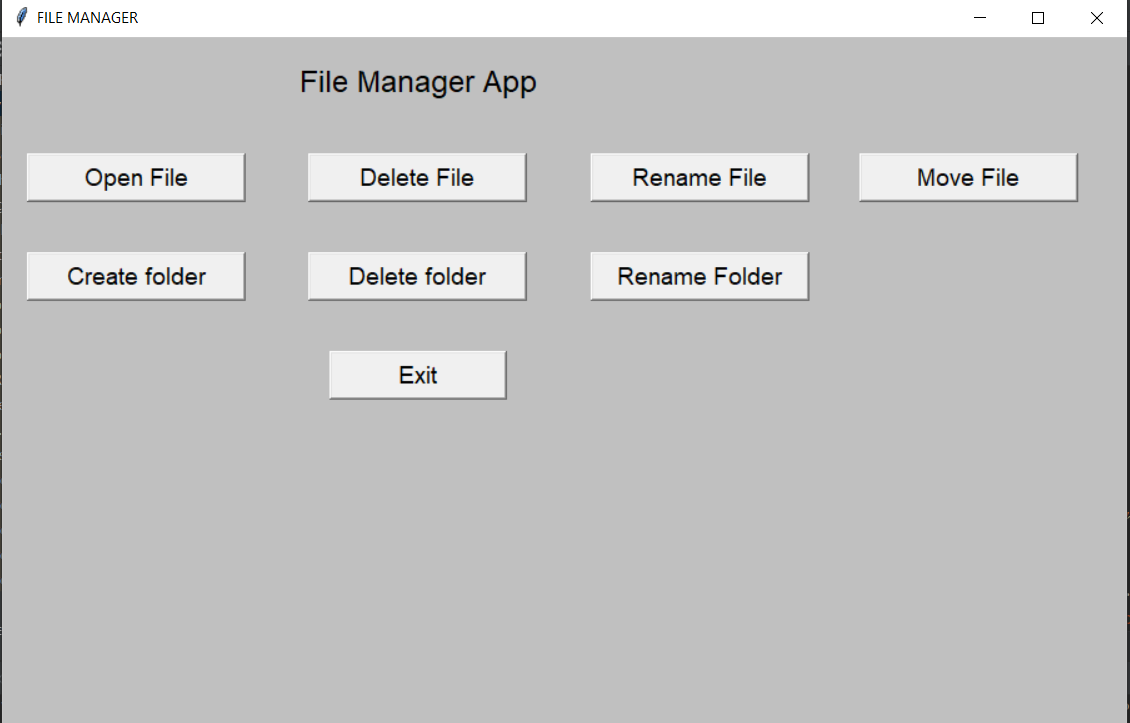 FILE MANAGER
File Manager App
Open File Delete File Rename File Move File
Create folder Delete folder Rename Folder
Exit